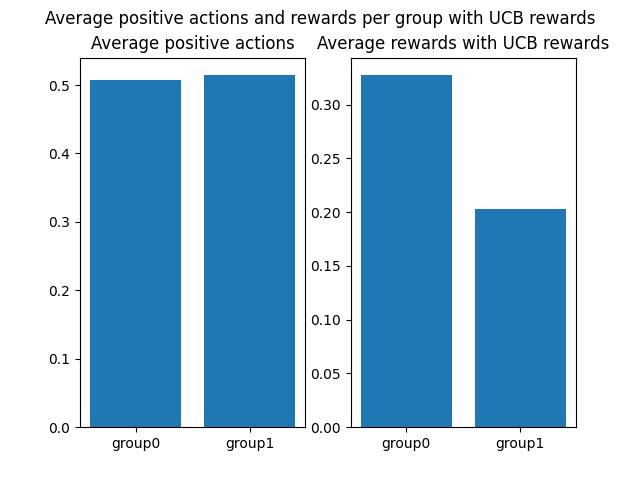 Average positive actions and rewards per group with UCB rewards
Average positive actions
Average rewards with UCB rewards
0.5
0.4
0.3
0.2
0.1
0.0
group0
group1
0.30
0.25
0.20
0.15
0.10
0.05
0.00
group0
group1